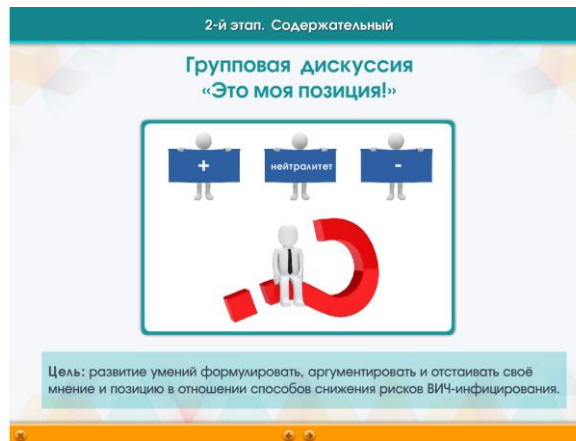 2-й этап. Содержательный
Групповая дискуссия
«Это моя позиция!»
+ нейтралитет -
Цель: развитие умений формулировать, аргументировать и отстаивать своё
мнение и позицию в отношении способов снижения рисков ВИЧ-инфицирования.